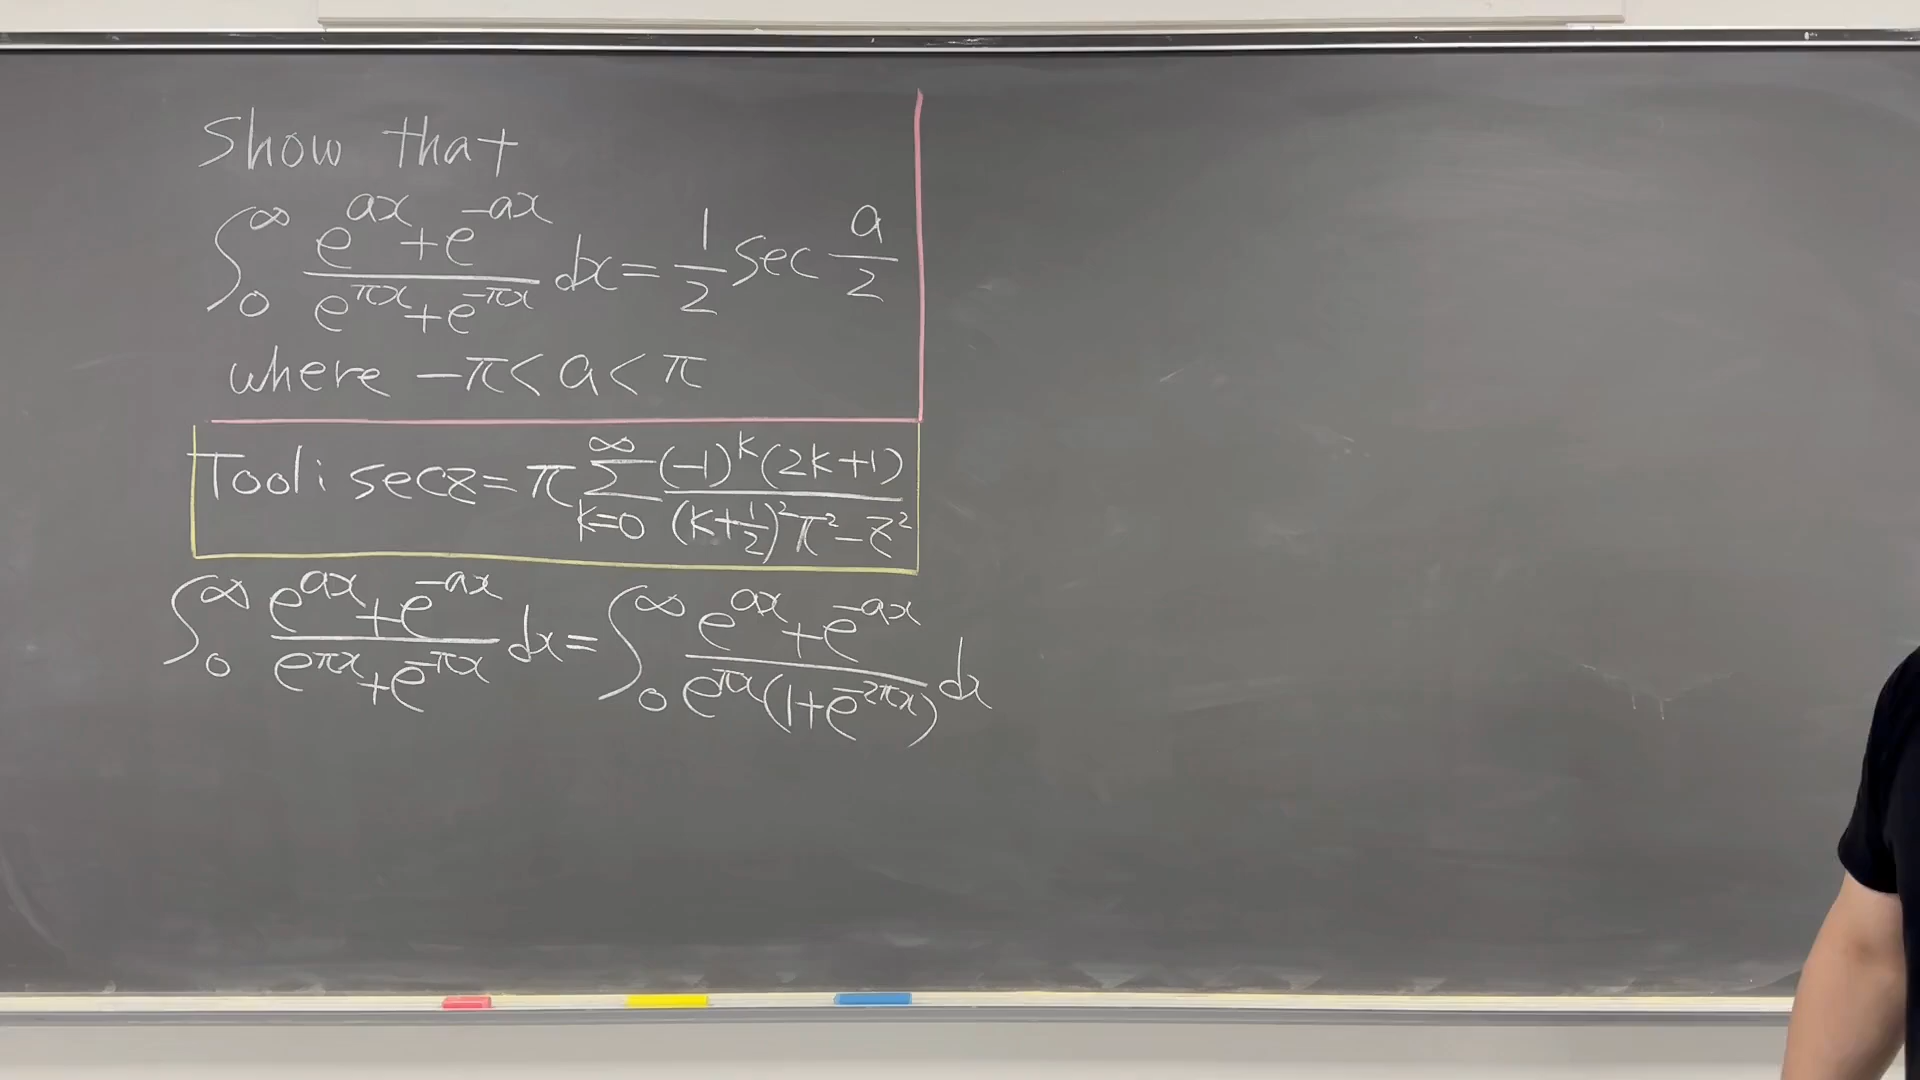 Show that
∫₀^∞ (e^{ax}+e^{-ax})/(e^{πx}+e^{-πx}) dx = 1/2 sec a/2
where -π < a < π
Tool: sec z = π ∑_{k=0}^{∞} (-1)^k(2k+1)/((k+1/2)²π²-z²)
∫₀^∞ (e^{ax}+e^{-ax})/(e^{πx}+e^{-πx}) dx = ∫₀^∞ (e^{ax}+e^{-ax})/(e^{πx}(1+e^{-2πx})) dx